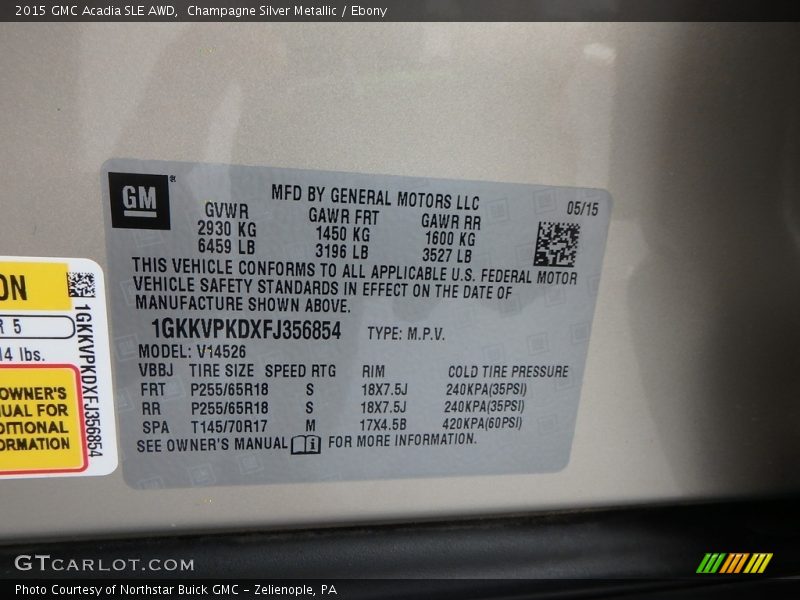 2015 GMC Acadia SLE AWD,  Champagne Silver Metallic / Ebony
GM
MFD BY GENERAL MOTORS LLC
05/15
GVWR GAWR FRT GAWR RR
2930 KG 1450 KG 1600 KG
6459 LB 3196 LB 3527 LB
THIS VEHICLE CONFORMS TO ALL APPLICABLE U.S. FEDERAL MOTOR
VEHICLE SAFETY STANDARDS IN EFFECT ON THE DATE OF
MANUFACTURE SHOWN ABOVE.
1GKKVPKDXFJ356854 TYPE: M.P.V.
MODEL: V14526
VBBJ TIRE SIZE SPEED RTG RIM COLD TIRE PRESSURE
FRT P255/65R18 S 18X7.5J 240KPA(35PSI)
RR P255/65R18 S 18X7.5J 240KPA(35PSI)
SPA T145/70R17 M 17X4.5B 420KPA(60PSI)
SEE OWNER'S MANUAL i FOR MORE INFORMATION.
ON
R 5
14 lbs.
OWNER'S
UAL FOR
DITIONAL
ORMATION
1GKKVPKDXFJ356854
GTCARLOT.COM
Photo Courtesy of Northstar Buick GMC - Zelienople, PA